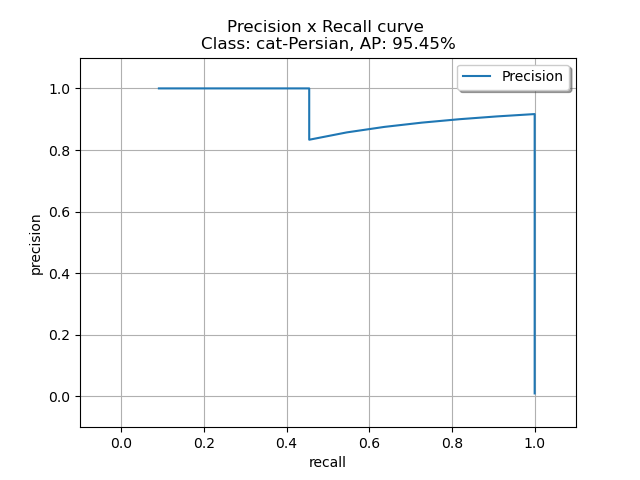 Precision x Recall curve
Class: cat-Persian, AP: 95.45%
Precision
1.0
0.8
0.6
0.4
0.2
0.0
precision
0.0 0.2 0.4 0.6 0.8 1.0
recall